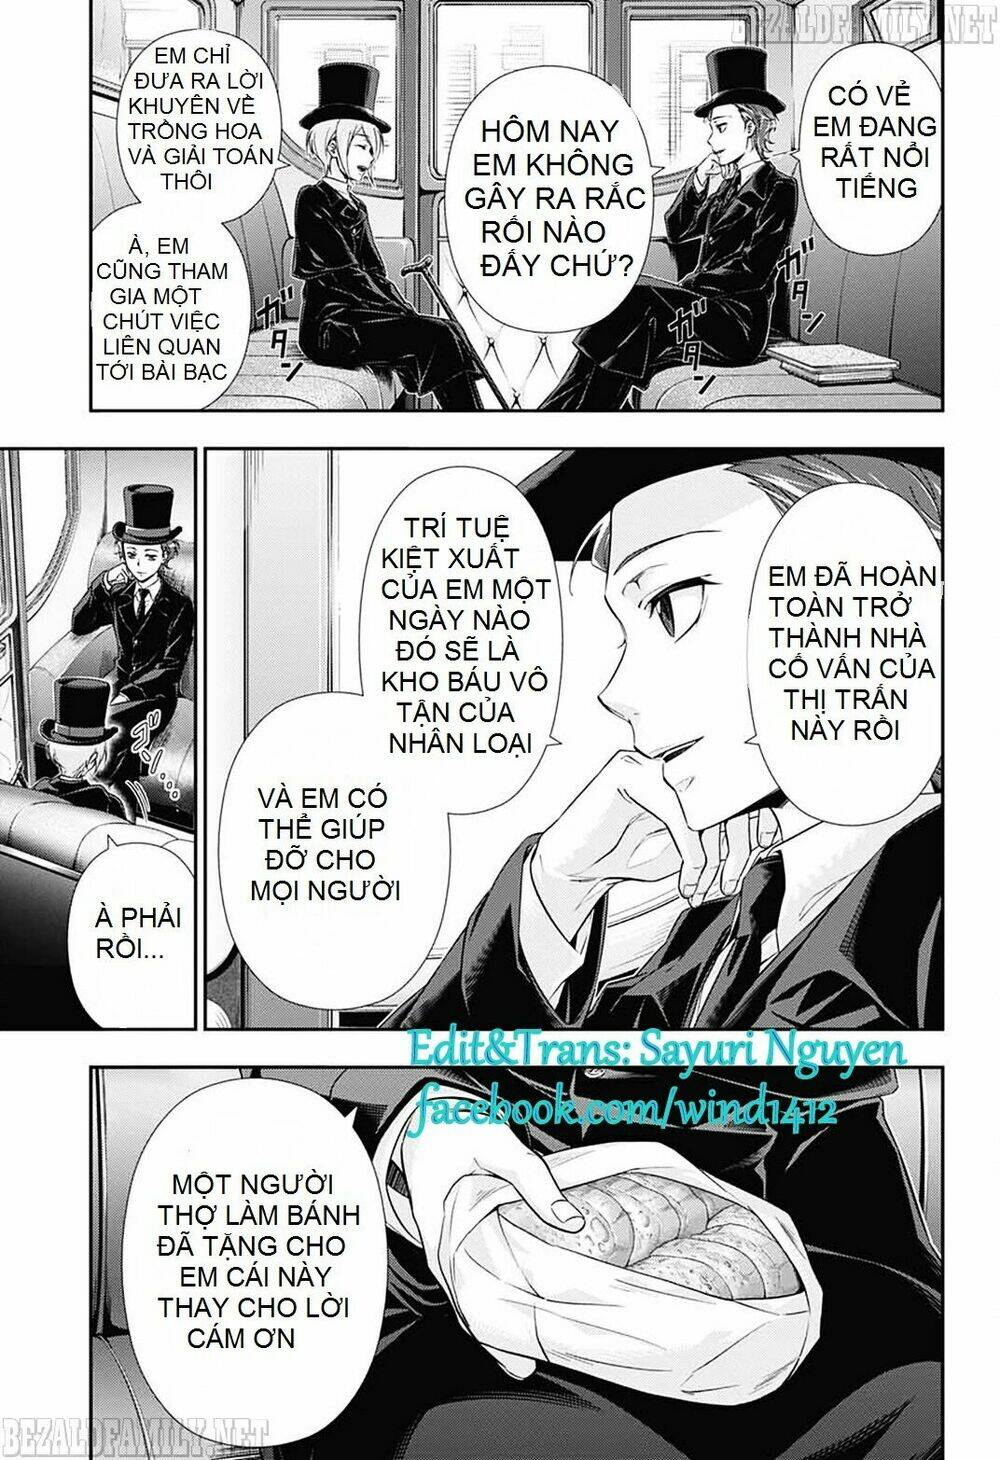 BEZALDFAMILY.NET
CÓ VẺ
EM ĐANG
RẤT NỔI
TIẾNG
HÔM NAY
EM KHÔNG
GÂY RA RẮC
RỐI NÀO
ĐẤY CHỨ?
EM CHỈ
ĐƯA RA LỜI
KHUYÊN VỀ
TRỒNG HOA
VÀ GIẢI TOÁN
THÔI
À, EM
CŨNG THAM
GIA MỘT
CHÚT VIỆC
LIÊN QUAN
TỚI BÀI BẠC
ガタン
ガタン
EM ĐÃ HOÀN
TOÀN TRỞ
THÀNH NHÀ
CỐ VẤN CỦA
THỊ TRẤN
NÀY RỒI
TRÍ TUỆ
KIỆT XUẤT
CỦA EM MỘT
NGÀY NÀO
ĐÓ SẼ LÀ
KHO BÁU VÔ
TẬN CỦA
NHÂN LOẠI
VÀ EM CÓ
THỂ GIÚP
ĐỠ CHO
MỌI NGƯỜI
À PHẢI
RỒI...
Edit&Trans: Sayuri Nguyen
facebook.com/wind1412
MỘT NGƯỜI
THỢ LÀM BÁNH
ĐÃ TẶNG CHO
EM CÁI NÀY
THAY CHO LỜI
CÁM ƠN
BEZALDFAMILY.NET